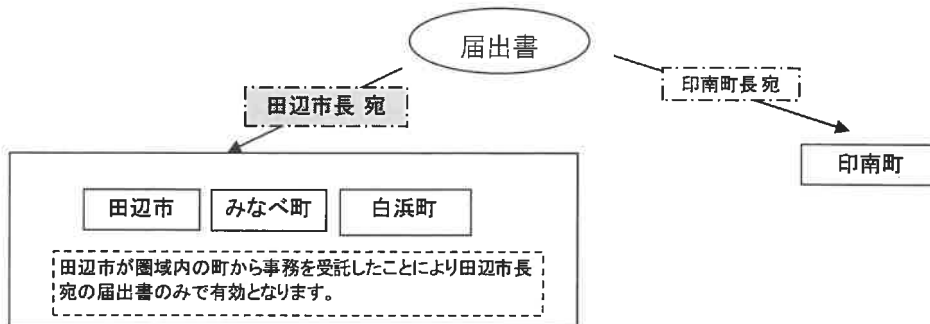 届出書
田辺市長 宛
印南町長 宛
印南町
田辺市
みなべ町
白浜町
田辺市が圏域内の町から事務を受託したことにより田辺市長
宛の届出書のみで有効となります。